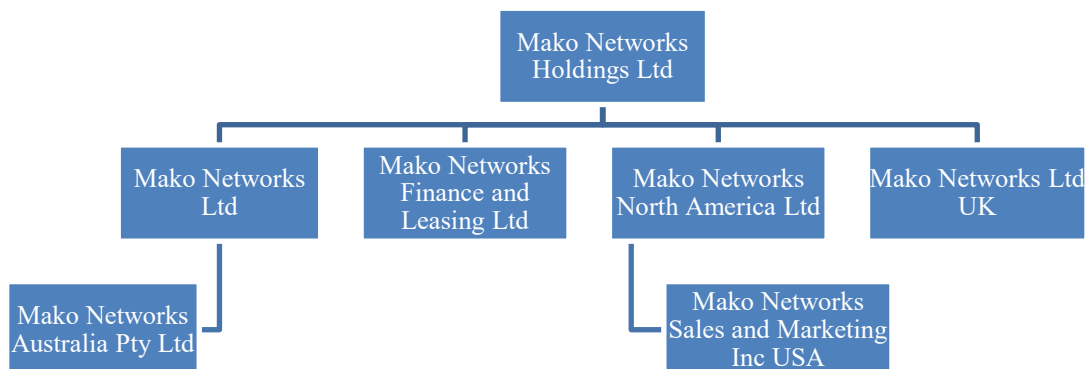 Mako Networks
Holdings Ltd
Mako Networks
Ltd
Mako Networks
Finance and
Leasing Ltd
Mako Networks
North America Ltd
Mako Networks Ltd
UK
Mako Networks
Australia Pty Ltd
Mako Networks
Sales and Marketing
Inc USA